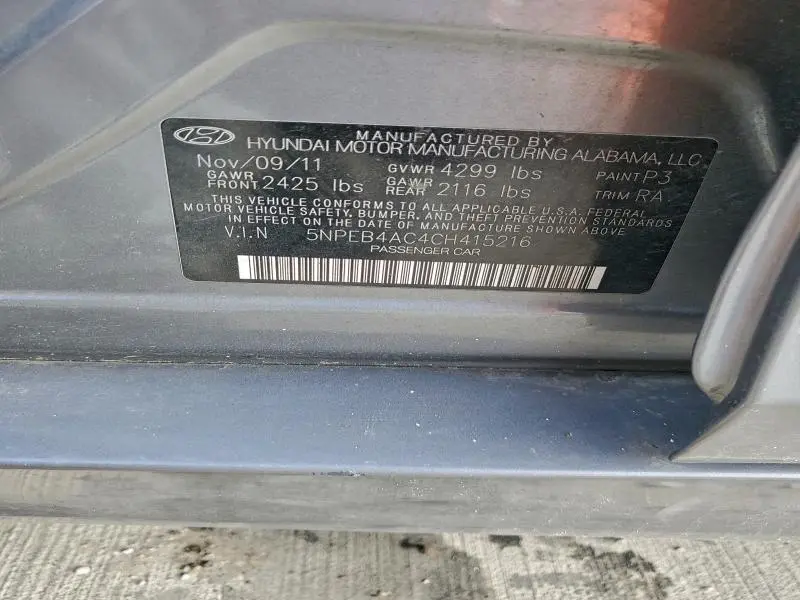 MANUFACTURED BY
HYUNDAI MOTOR MANUFACTURING ALABAMA, LLC
Nov/09/11 GVWR 4299 lbs PAINT P3
GAWR FRONT 2425 lbs GAWR REAR 2116 lbs TRIM RA
THIS VEHICLE CONFORMS TO ALL APPLICABLE U.S.A. FEDERAL
MOTOR VEHICLE SAFETY, BUMPER, AND THEFT PREVENTION STANDARDS
IN EFFECT ON THE DATE OF MANUFACTURE SHOWN ABOVE.
V.I.N 5NPEB4AC4CH415216
PASSENGER CAR